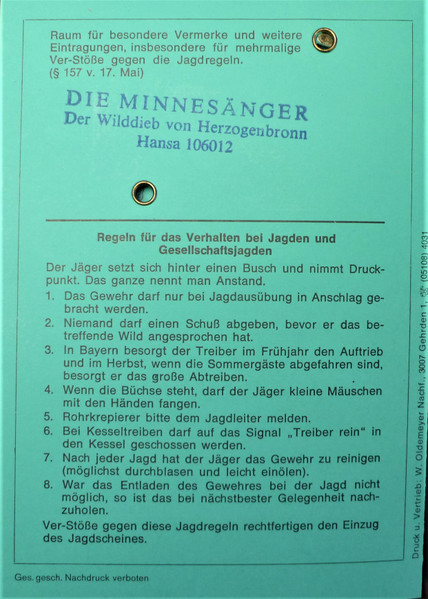 Raum für besondere Vermerke und weitere
Eintragungen, insbesondere für mehrmalige
Ver-Stöße gegen die Jagdregeln.
(§ 157 v. 17. Mai)
DIE MINNESÄNGER
Der Wilddieb von Herzogenbronn
Hansa 106012
Regeln für das Verhalten bei Jagden und
Gesellschaftsjagden
Der Jäger setzt sich hinter einen Busch und nimmt Druck-
punkt. Das ganze nennt man Anstand.
1. Das Gewehr darf nur bei Jagdausübung in Anschlag ge-
bracht werden.
2. Niemand darf einen Schuß abgeben, bevor er das be-
treffende Wild angesprochen hat.
3. In Bayern besorgt der Treiber im Frühjahr den Auftrieb
und im Herbst, wenn die Sommergäste abgefahren sind,
besorgt er das große Abtreiben.
4. Wenn die Büchse steht, darf der Jäger kleine Mäuschen
mit den Händen fangen.
5. Rohrkrepierer bitte dem Jagdleiter melden.
6. Bei Kesseltreiben darf auf das Signal „Treiber rein" in
den Kessel geschossen werden.
7. Nach jeder Jagd hat der Jäger das Gewehr zu reinigen
(möglichst durchblasen und leicht einölen).
8. War das Entladen des Gewehres bei der Jagd nicht
möglich, so ist das bei nächstbester Gelegenheit nach-
zuholen.
Ver-Stöße gegen diese Jagdregeln rechtfertigen den Einzug
des Jagdscheines.
Ges. gesch. Nachdruck verboten
Druck u. Vertrieb: W. Oldemeyer Nachf., 3007 Gehrden 1, ☏ (05108) 4031